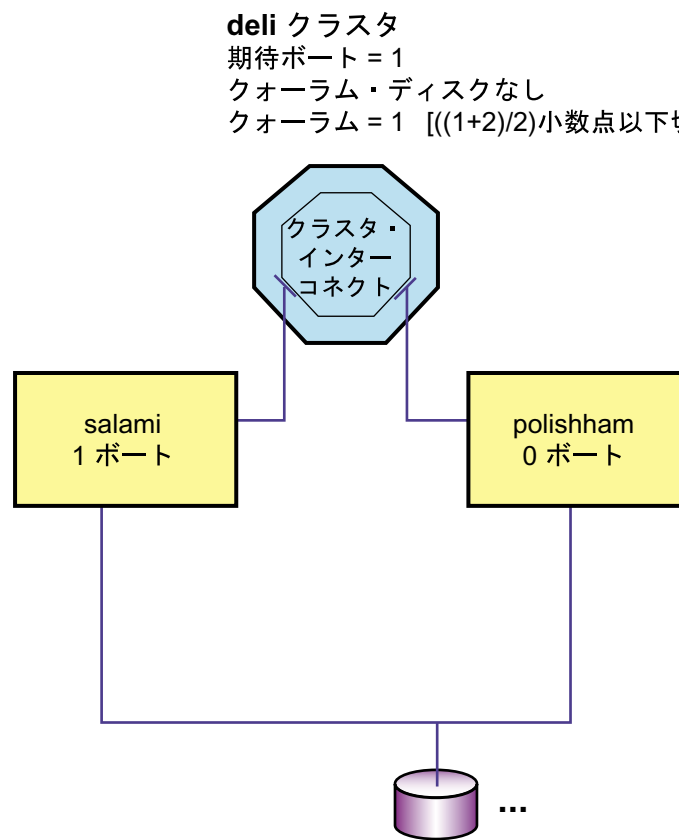 deli クラスタ
期待ボート = 1
クォーラム・ディスクなし
クォーラム = 1 [((1+2)/2)小数点以下切
クラスタ・
インター
コネクト
salami
1 ボート
polishham
0 ボート
...